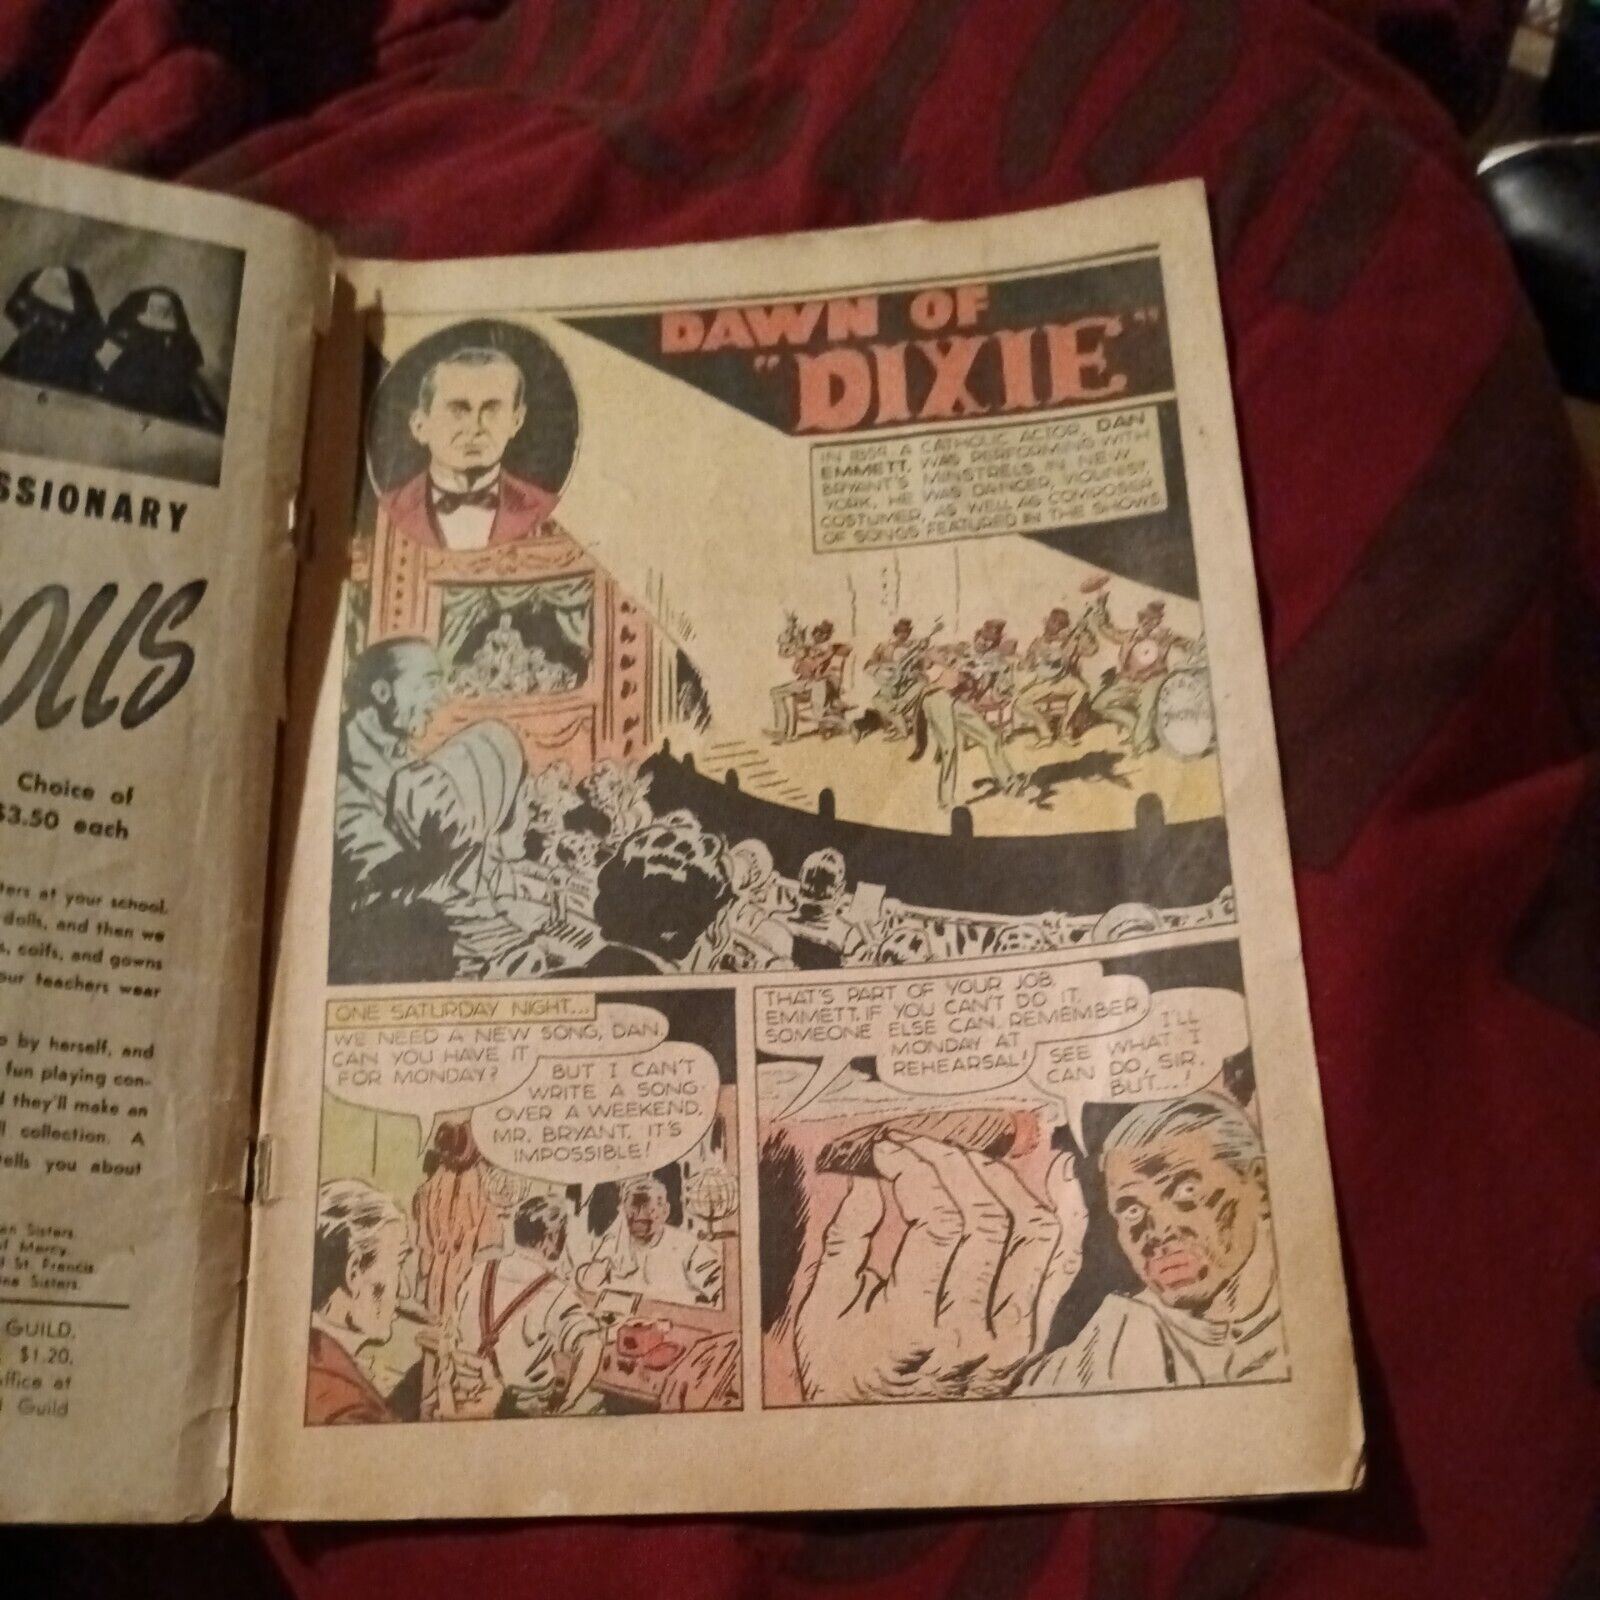 SSIONARY
OLLS
Choice of
$3.50 each
ters at your school.
dolls, and then we
s, coifs, and gowns
our teachers wear
o by herself, and
fun playing con-
d they'll make an
ll collection. A
tells you about
an Sisters.
of Mercy.
d St. Francis
ine Sisters.
GUILD.
$1.20.
office at
Guild
DAWN OF
"DIXIE"
IN 1859, A CATHOLIC ACTOR, DAN
EMMETT, WAS PERFORMING WITH
BRYANT'S MINSTRELS IN NEW
YORK. HE WAS DANCER, VIOLINIST,
COSTUMER, AS WELL AS COMPOSER
OF SONGS FEATURED IN THE SHOWS.
ONE SATURDAY NIGHT...
WE NEED A NEW SONG, DAN.
CAN YOU HAVE IT
FOR MONDAY?
BUT I CAN'T
WRITE A SONG
OVER A WEEKEND,
MR. BRYANT. IT'S
IMPOSSIBLE!
THAT'S PART OF YOUR JOB,
EMMETT. IF YOU CAN'T DO IT,
SOMEONE ELSE CAN. REMEMBER,
MONDAY AT
REHEARSAL!
I'LL
SEE WHAT I
CAN DO, SIR.
BUT...!